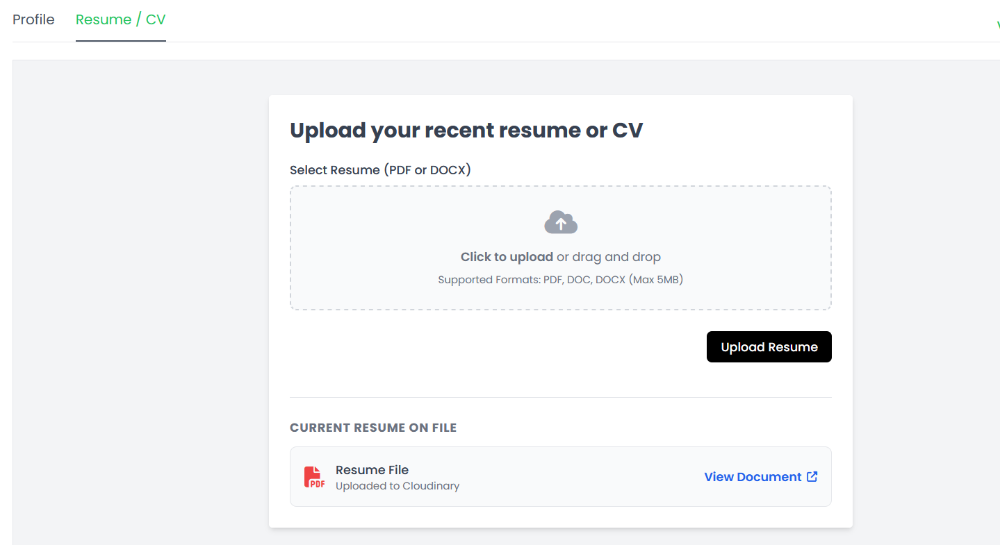 Profile
Resume / CV
Upload your recent resume or CV
Select Resume (PDF or DOCX)
Click to upload or drag and drop
Supported Formats: PDF, DOC, DOCX (Max 5MB)
Upload Resume
CURRENT RESUME ON FILE
PDF
Resume File
Uploaded to Cloudinary
View Document